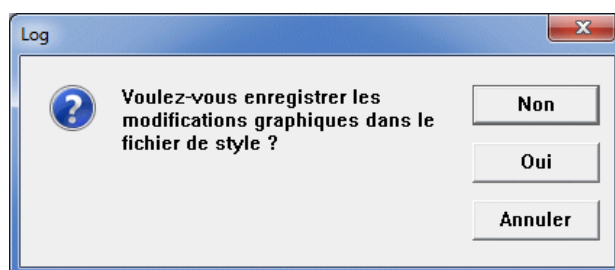 Log
Voulez-vous enregistrer les
modifications graphiques dans le
fichier de style ?
Non
Oui
Annuler